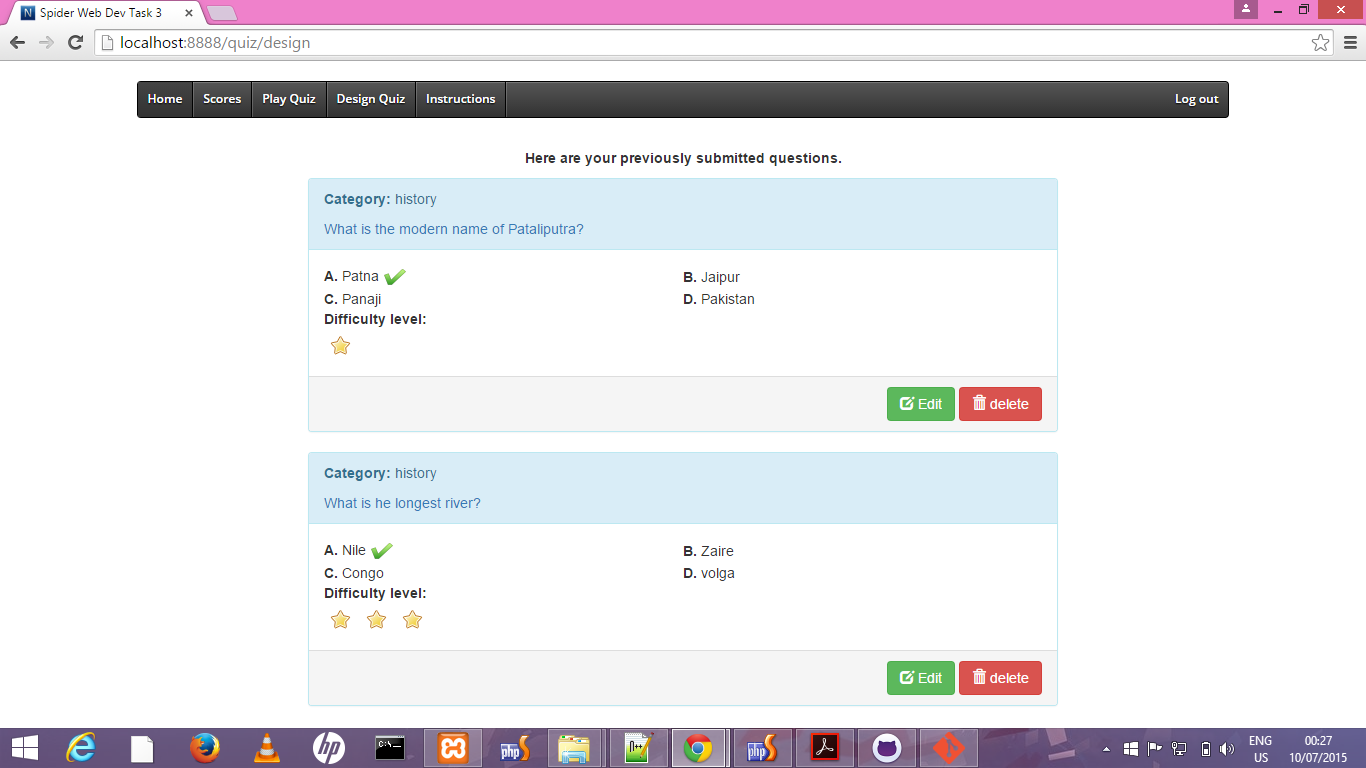 Spider Web Dev Task 3
localhost:8888/quiz/design
Home Scores Play Quiz Design Quiz Instructions Log out
Here are your previously submitted questions.
Category: history
What is the modern name of Pataliputra?
A. Patna B. Jaipur
C. Panaji D. Pakistan
Difficulty level:
Edit delete
Category: history
What is he longest river?
A. Nile B. Zaire
C. Congo D. volga
Difficulty level:
Edit delete
ENG 00:27
US 10/07/2015